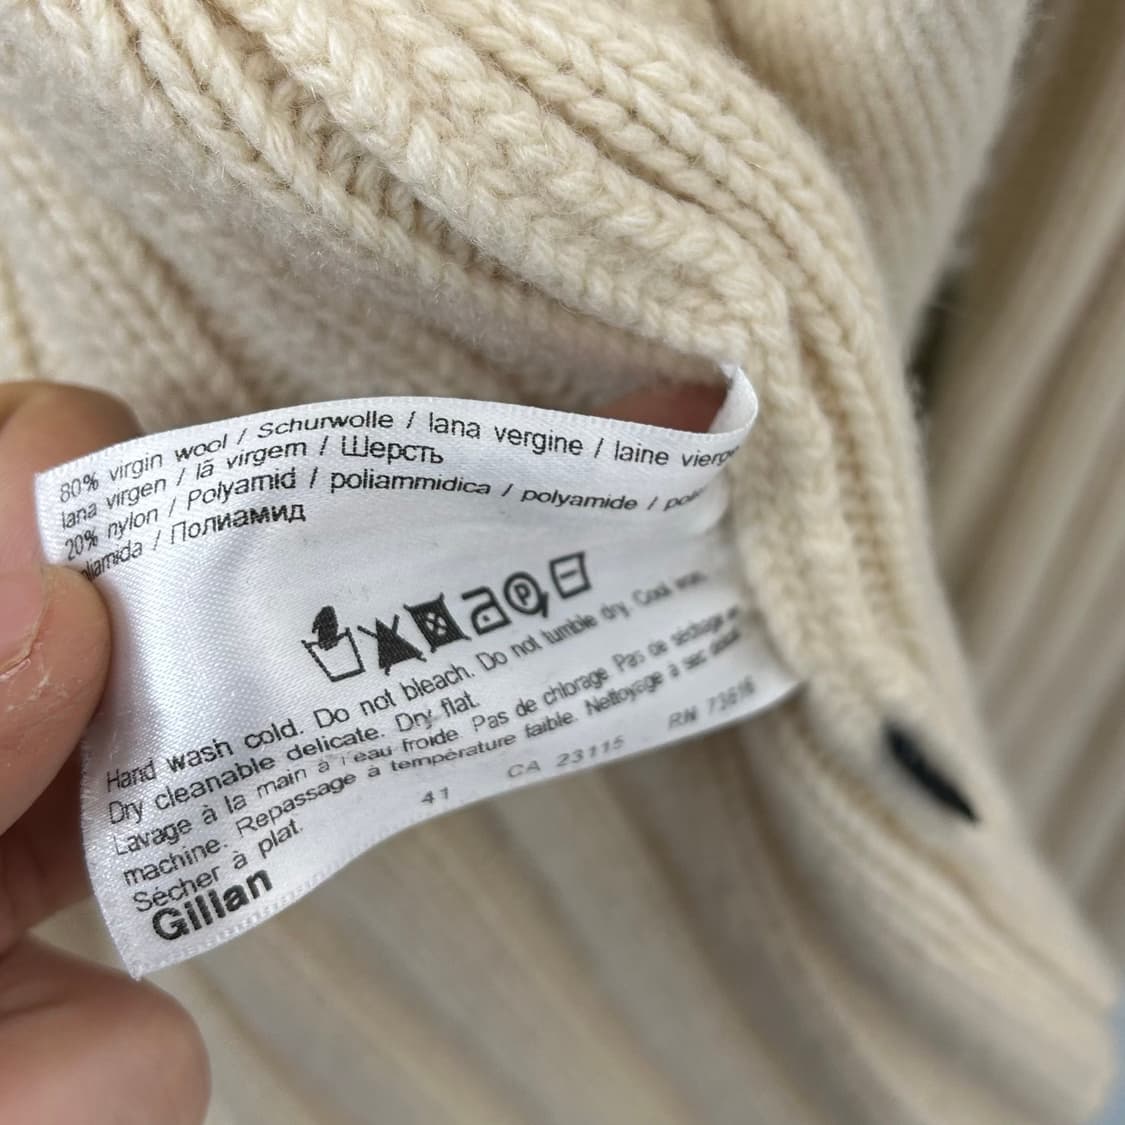 80% virgin wool / Schurwolle / lana vergine / laine vierge
lana virgen / lã virgem / Шерсть
20% nylon / Polyamid / poliammidica / polyamide /
/ Полиамид
P
Hand wash cold. Do not bleach. Do not tumble dry. Cool iron.
Dry cleanable delicate. Dry flat.
Lavage à la main à l'eau froide. Pas de chlorage Pas de séchage en
machine. Repassage à température faible. Nettoyage à sec
Sécher à plat.
41 CA 23115 RN 73616
Gillian